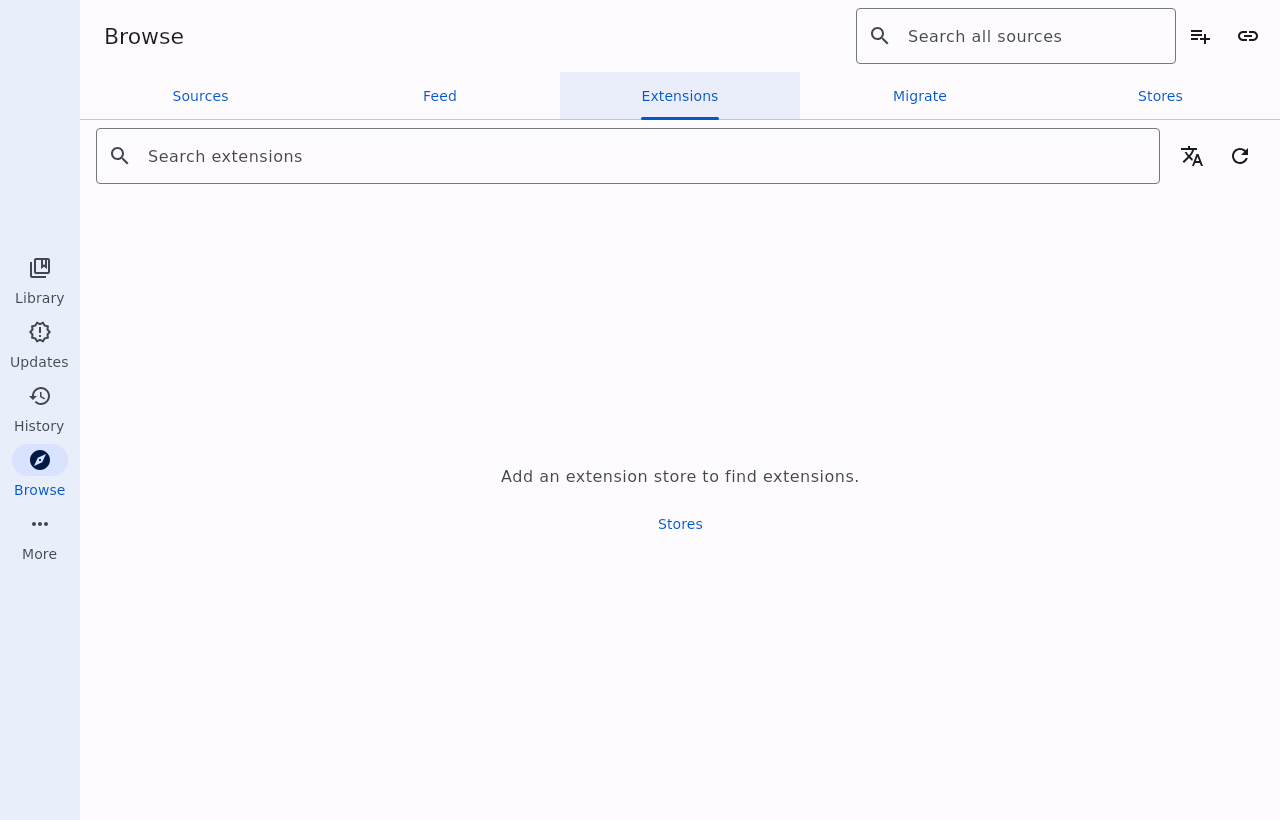 Browse
Search all sources
Sources
Feed
Extensions
Migrate
Stores
Search extensions
Library
Updates
History
Browse
More
Add an extension store to find extensions.
Stores